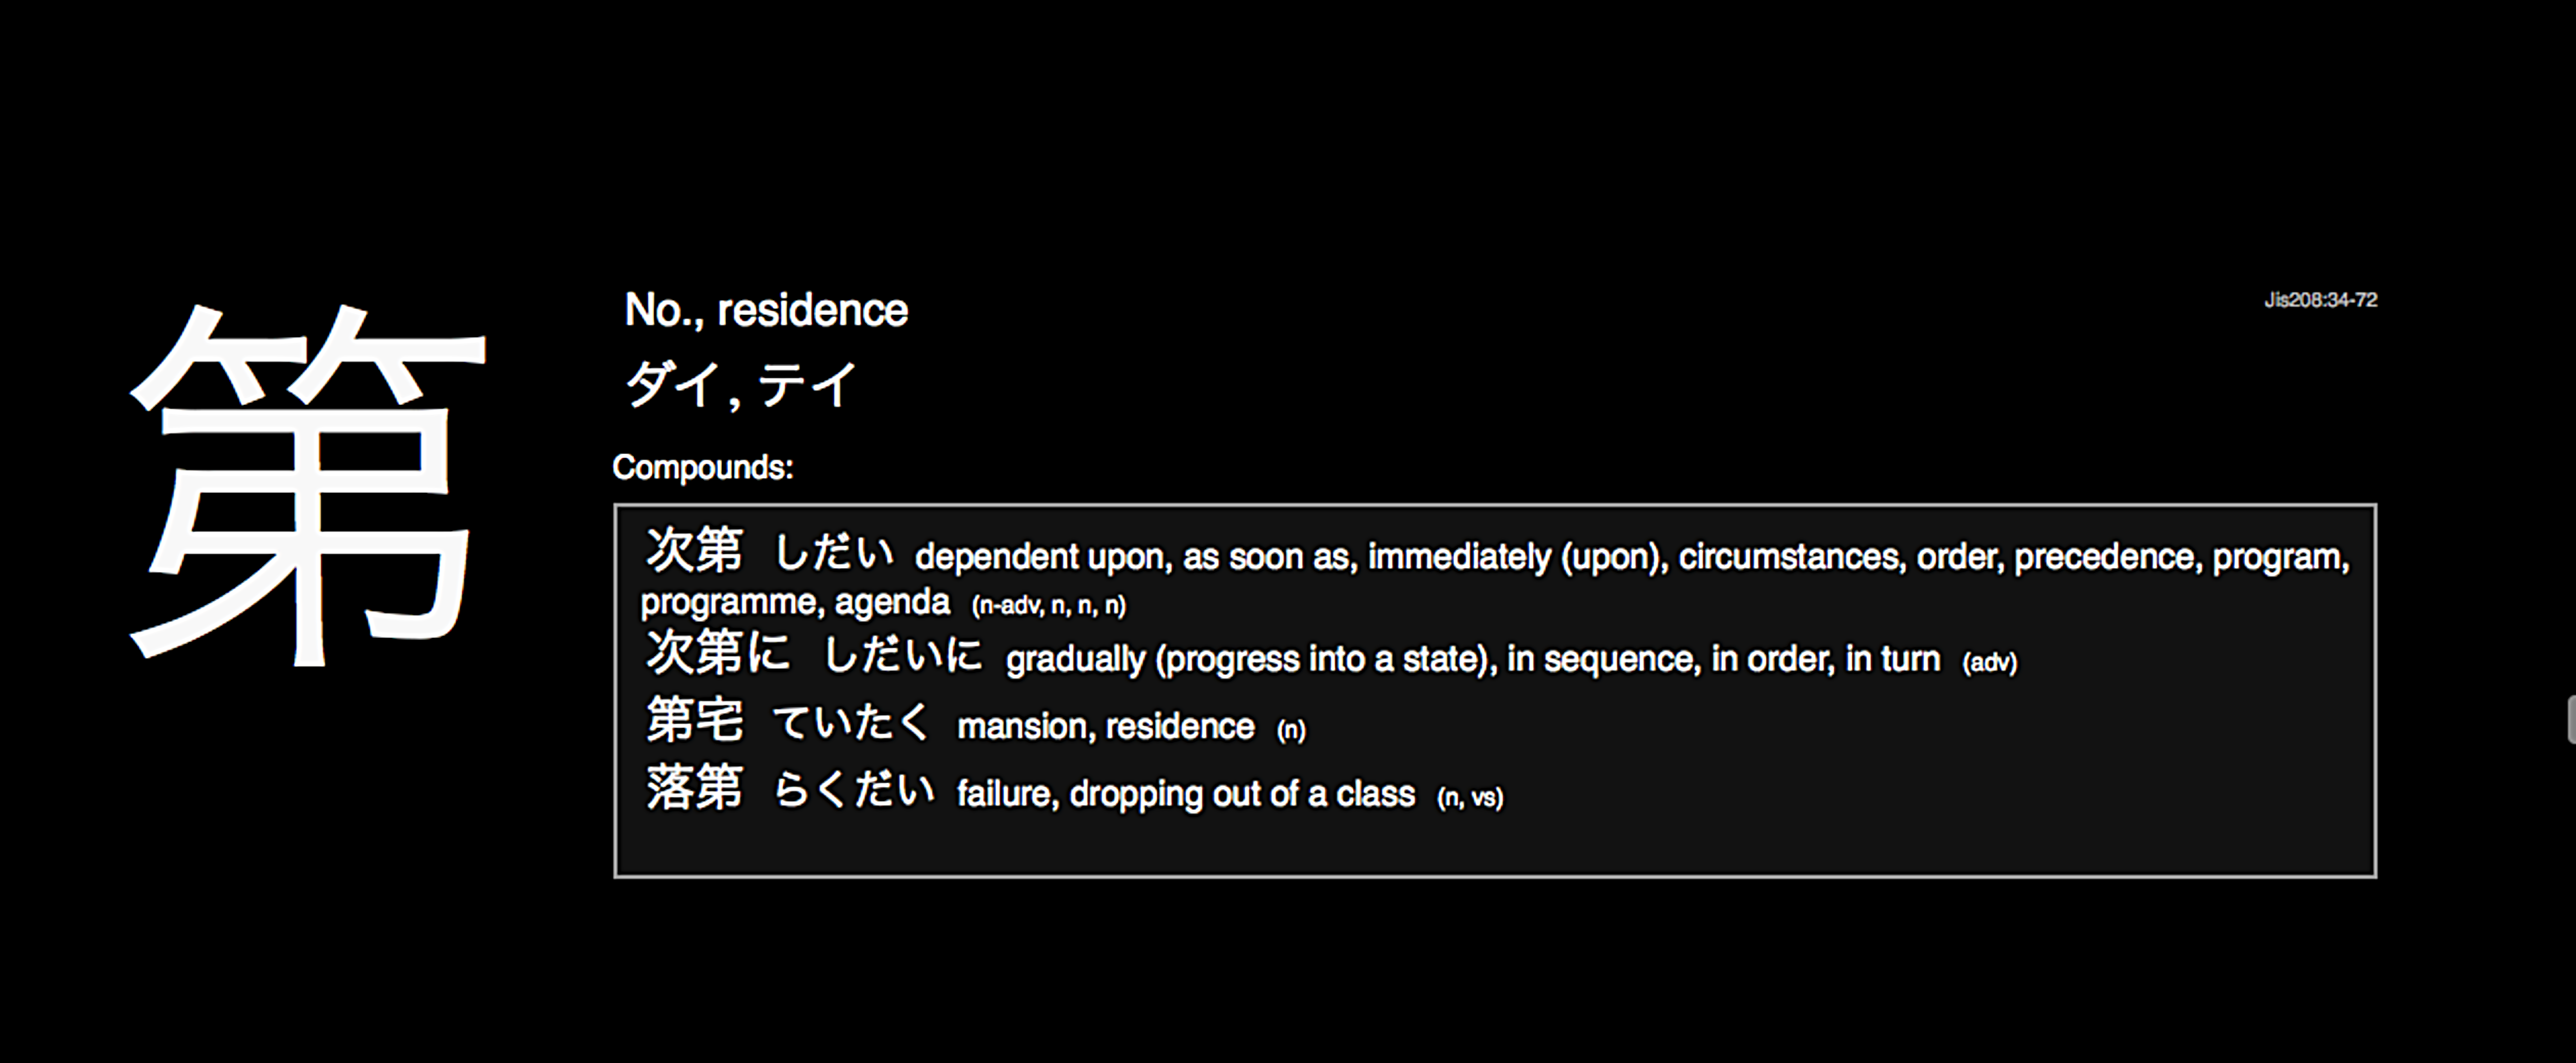 第
No., residence
Jis208:34-72
ダイ, テイ
Compounds:
次第 しだい dependent upon, as soon as, immediately (upon), circumstances, order, precedence, program,
programme, agenda (n-adv, n, n, n)
次第に しだいに gradually (progress into a state), in sequence, in order, in turn (adv)
第宅 ていたく mansion, residence (n)
落第 らくだい failure, dropping out of a class (n, vs)